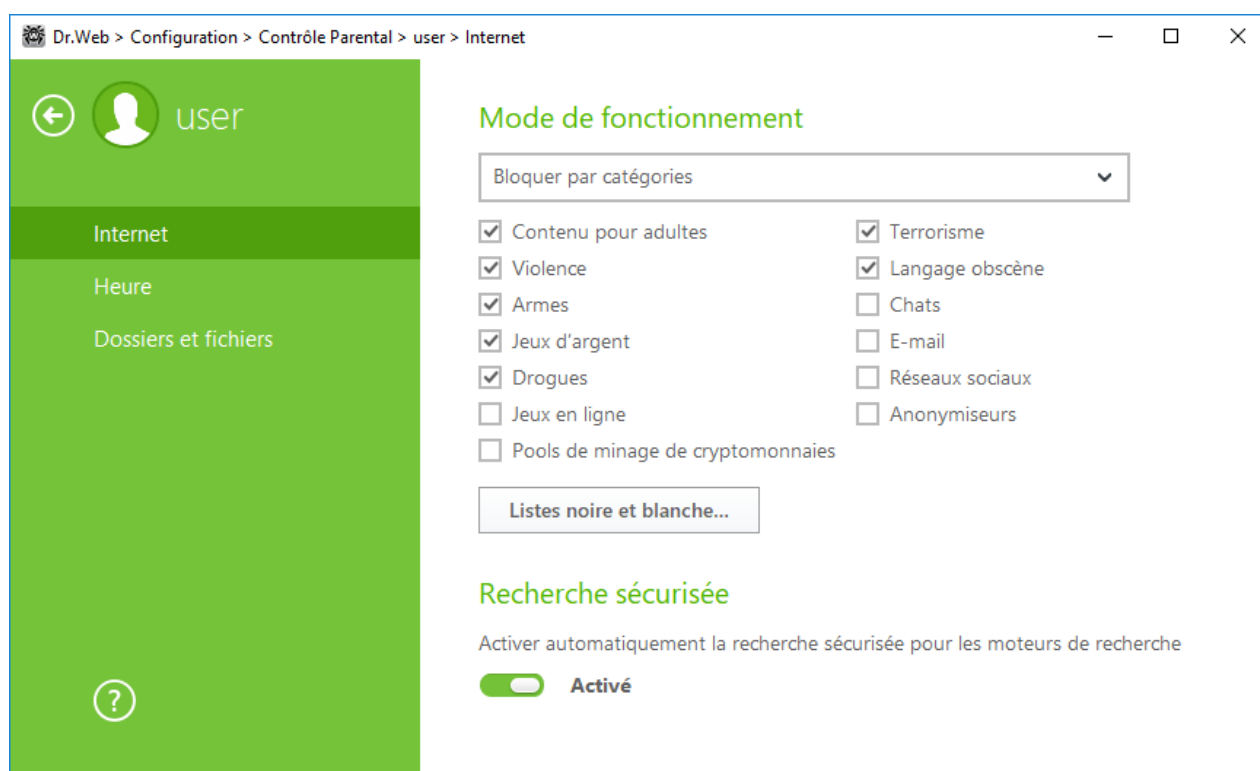 Dr.Web > Configuration > Contrôle Parental > user > Internet
user
Internet
Heure
Dossiers et fichiers
?
Mode de fonctionnement
Bloquer par catégories
Contenu pour adultes
Violence
Armes
Jeux d'argent
Drogues
Jeux en ligne
Pools de minage de cryptomonnaies
Terrorisme
Langage obscène
Chats
E-mail
Réseaux sociaux
Anonymiseurs
Listes noire et blanche...
Recherche sécurisée
Activer automatiquement la recherche sécurisée pour les moteurs de recherche
Activé